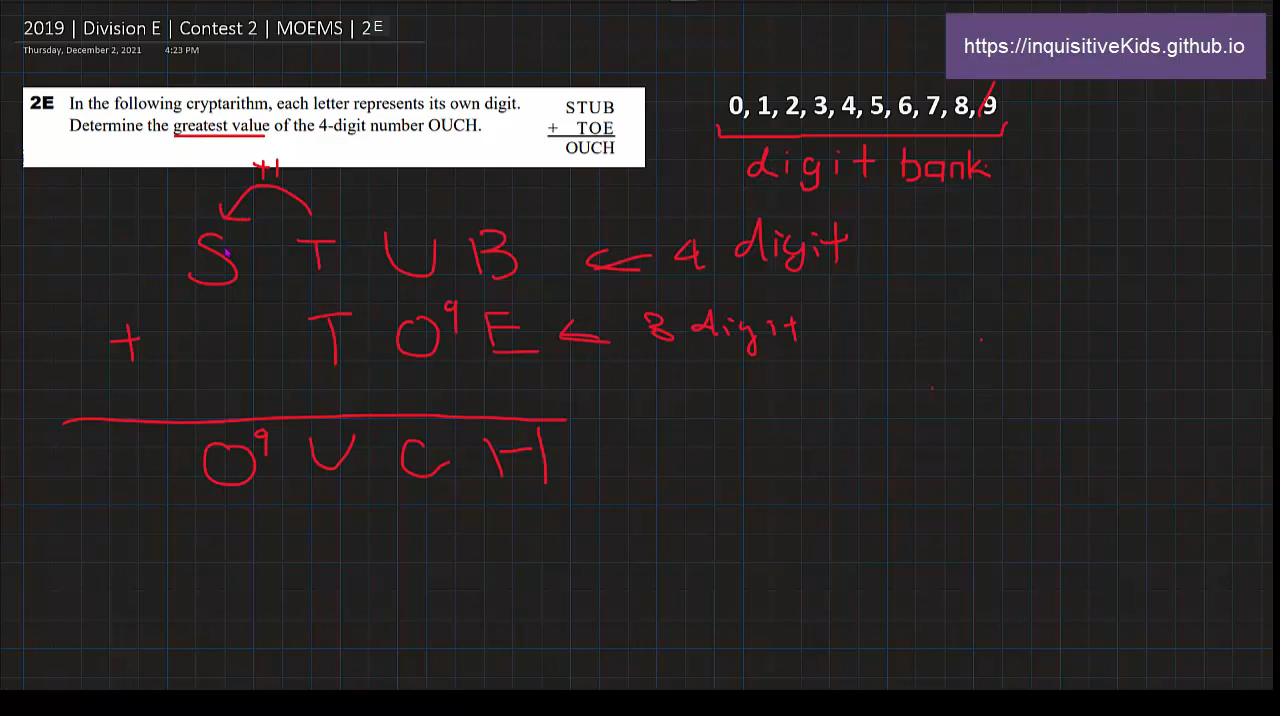 2019 | Division E | Contest 2 | MOEMS | 2E
Thursday, December 2, 2021 4:23 PM
https://inquisitiveKids.github.io
2E In the following cryptarithm, each letter represents its own digit.
Determine the greatest value of the 4-digit number OUCH.
STUB
+ TOE
OUCH
0, 1, 2, 3, 4, 5, 6, 7, 8, 9
digit bank
+1
S T U B ← 4 digit
+ T O 9 E ← 3 digit
O 9 U C H